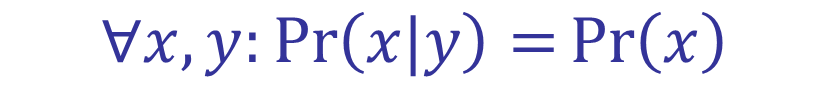 ∀x, y: Pr(x|y) = Pr(x)